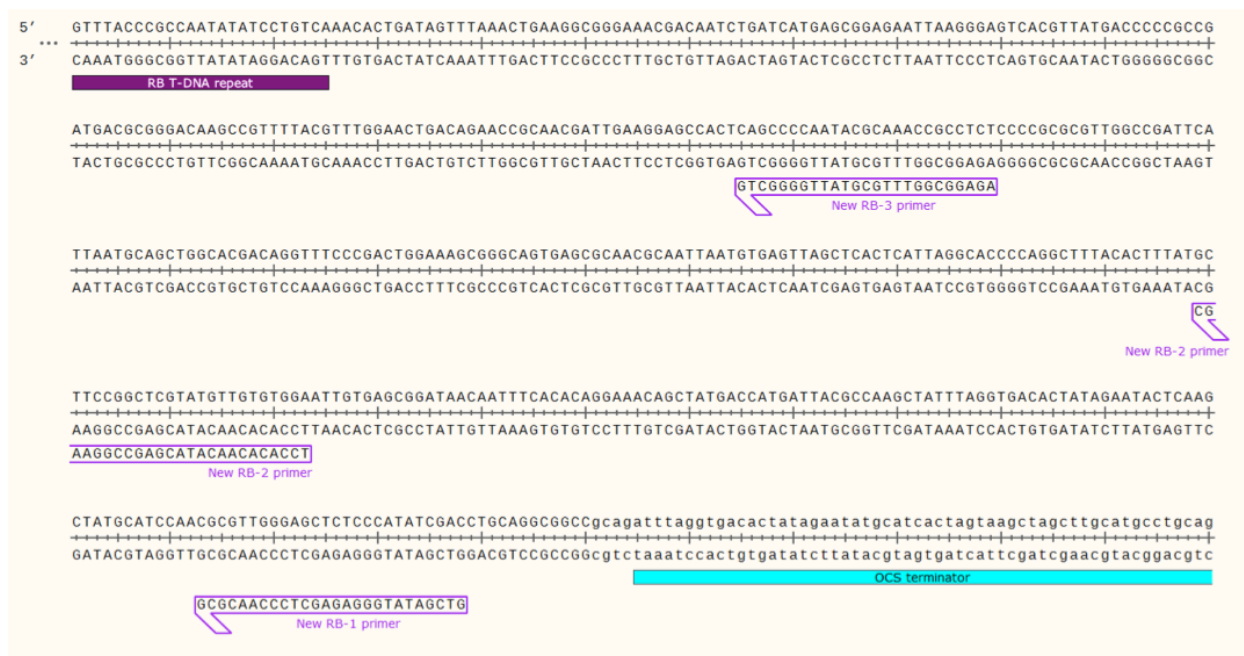 5′ GTTTACCCGCCAATATATCCTGTCAAACACTGATAGTTTAAACTGAAGGCGGGAAACGACAATCTGATCATGAGCGGAGAATTAAGGGAGTCACGTTATGACCCCCGCCG
...
3′ CAAATGGGCGGTTATATAGGACAGTTTGTGACTATCAAATTTGACTTCCGCCCTTTGCTGTTAGACTAGTACTCGCCTCTTAATTCCCTCAGTGCAATACTGGGGGCGGC
RB T-DNA repeat
ATGACGCGGGACAAGCCGTTTTACGTTTGGAACTGACAGAACCGCAACGATTGAAGGAGCCACTCAGCCCCAATACGCAAACCGCCTCTCCCCGCGCGTTGGCCGATTCA
TACTGCGCCCTGTTCGGCAAAATGCAAACCTTGACTGTCTTGGCGTTGCTAACTTCCTCGGTGAGTCGGGGTTATGCGTTTGGCGGAGAGGGGCGCGCAACCGGCTAAGT
GTCGGGGTTATGCGTTTGGCGGAGA
New RB-3 primer
TTAATGCAGCTGGCACGACAGGTTTCCCGACTGGAAAGCGGGCAGTGAGCGCAACGCAATTAATGTGAGTTAGCTCACTCATTAGGCACCCCAGGCTTTACACTTTATGC
AATTACGTCGACCGTGCTGTCCAAAGGGCTGACCTTTCGCCCGTCACTCGCGTTGCGTTAATTACACTCAATCGAGTGAGTAATCCGTGGGGTCCGAAATGTGAAATACG
CG
New RB-2 primer
TTCCGGCTCGTATGTTGTGTGGAATTGTGAGCGGATAACAATTTCACACAGGAAACAGCTATGACCATGATTACGCCAAGCTATTTAGGTGACACTATAGAATACTCAAG
AAGGCCGAGCATACAACACACCTTAACACTCGCCTATTGTTAAAGTGTGTCCTTTGTCGATACTGGTACTAATGCGGTTCGATAAATCCACTGTGATATCTTATGAGTTC
AAGGCCGAGCATACAACACACCT
New RB-2 primer
CTATGCATCCAACGCGTTGGGAGCTCTCCCATATCGACCTGCAGGCGGCCgcagatttaggtgacactatagaatatgcatcactagtaagctagcttgcatgcctgcag
GATACGTAGGTTGCGCAACCCTCGAGAGGGTATAGCTGGACGTCCGCCGGcgtctaaatccactgtgatatcttatacgtagtgatcattcgatcgaacgtacggacgtc
OCS terminator
GCGCAACCCTCGAGAGGGTATAGCTG
New RB-1 primer